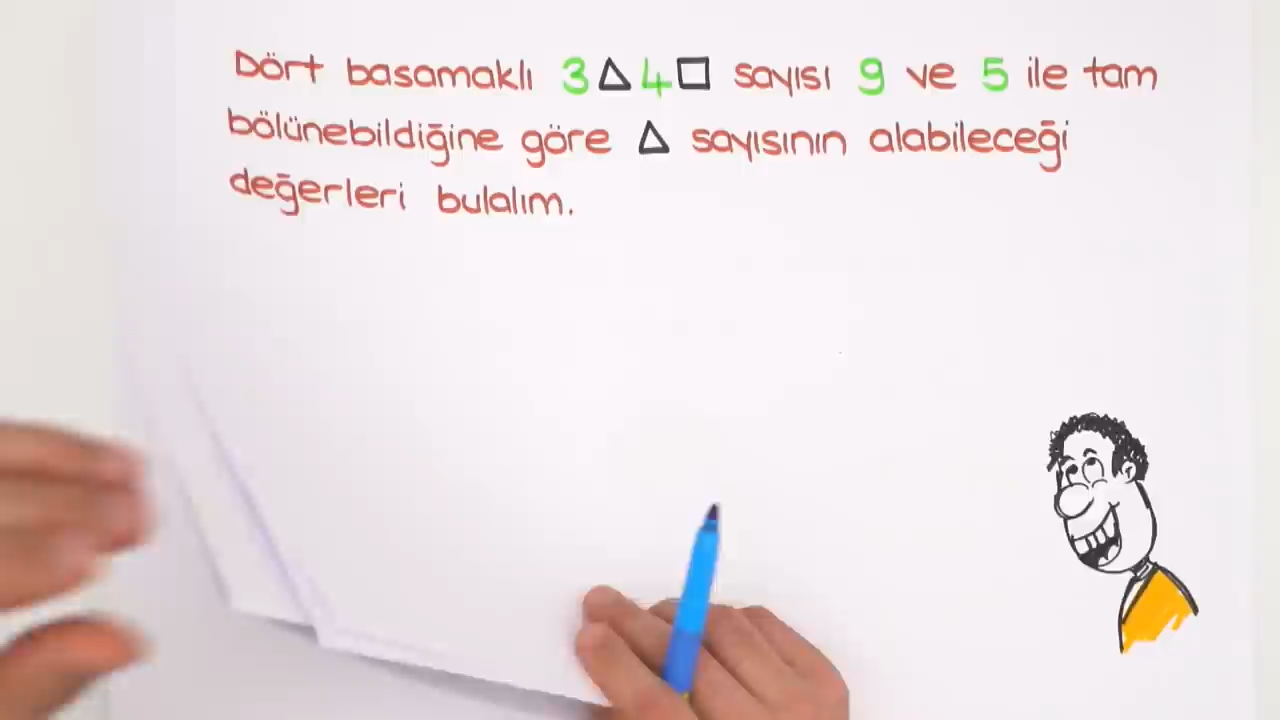 Dört basamaklı 3△4□ sayısı 9 ve 5 ile tam
bölünebildiğine göre △ sayısının alabileceği
değerleri bulalım.